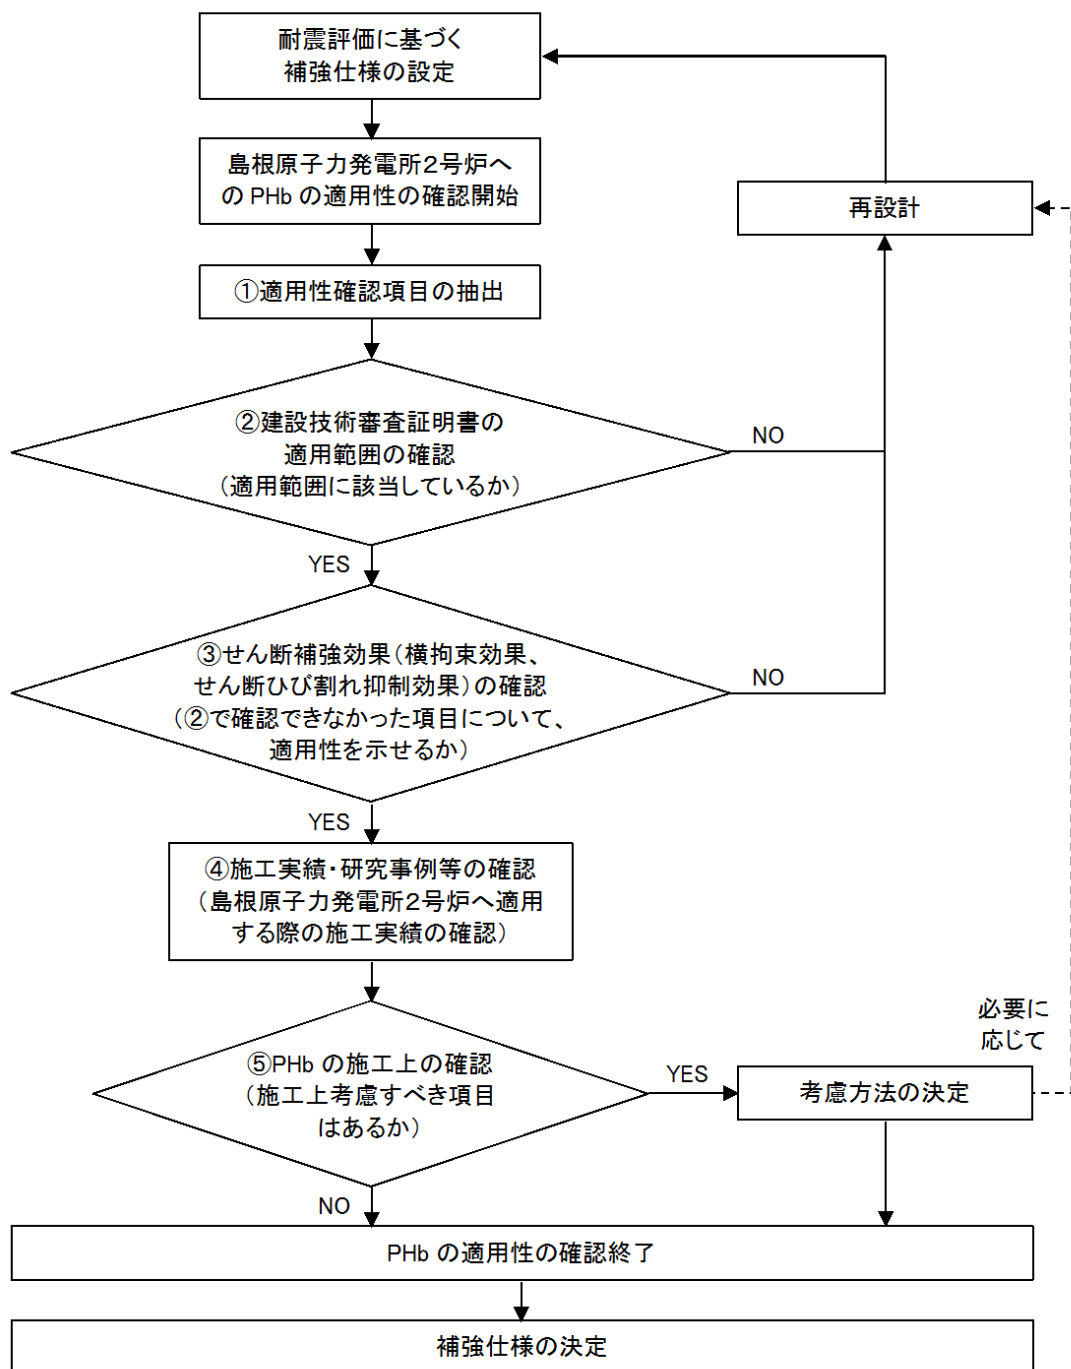 耐震評価に基づく
補強仕様の設定
島根原子力発電所2号炉へ
の PHb の適用性の確認開始
再設計
①適用性確認項目の抽出
②建設技術審査証明書の
適用範囲の確認
（適用範囲に該当しているか）
NO
YES
③せん断補強効果（横拘束効果、
せん断ひび割れ抑制効果）の確認
（②で確認できなかった項目について、
適用性を示せるか）
NO
YES
④施工実績・研究事例等の確認
（島根原子力発電所2号炉へ適用
する際の施工実績の確認）
必要に
応じて
⑤PHb の施工上の確認
（施工上考慮すべき項目
はあるか）
YES
考慮方法の決定
NO
PHb の適用性の確認終了
補強仕様の決定